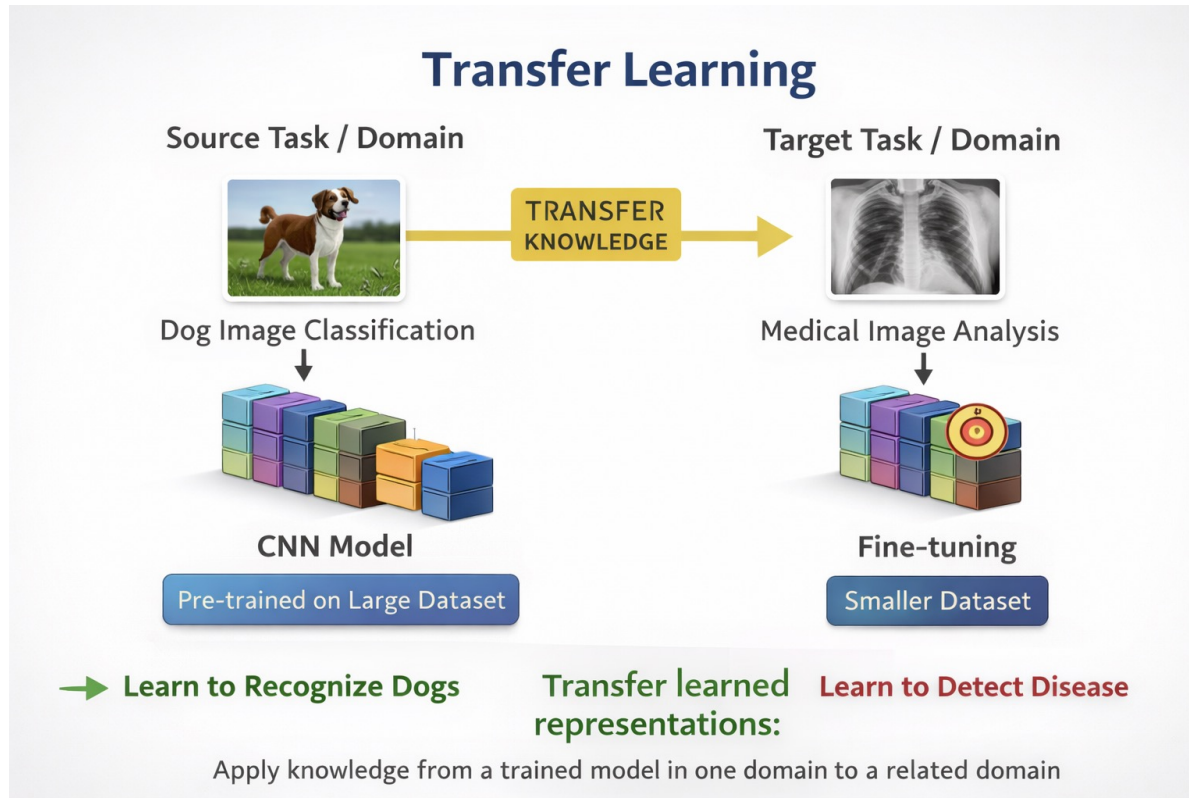 Transfer Learning
Source Task / Domain
Target Task / Domain
TRANSFER
KNOWLEDGE
Dog Image Classification
Medical Image Analysis
CNN Model
Fine-tuning
Pre-trained on Large Dataset
Smaller Dataset
Learn to Recognize Dogs
Transfer learned
representations:
Learn to Detect Disease
Apply knowledge from a trained model in one domain to a related domain